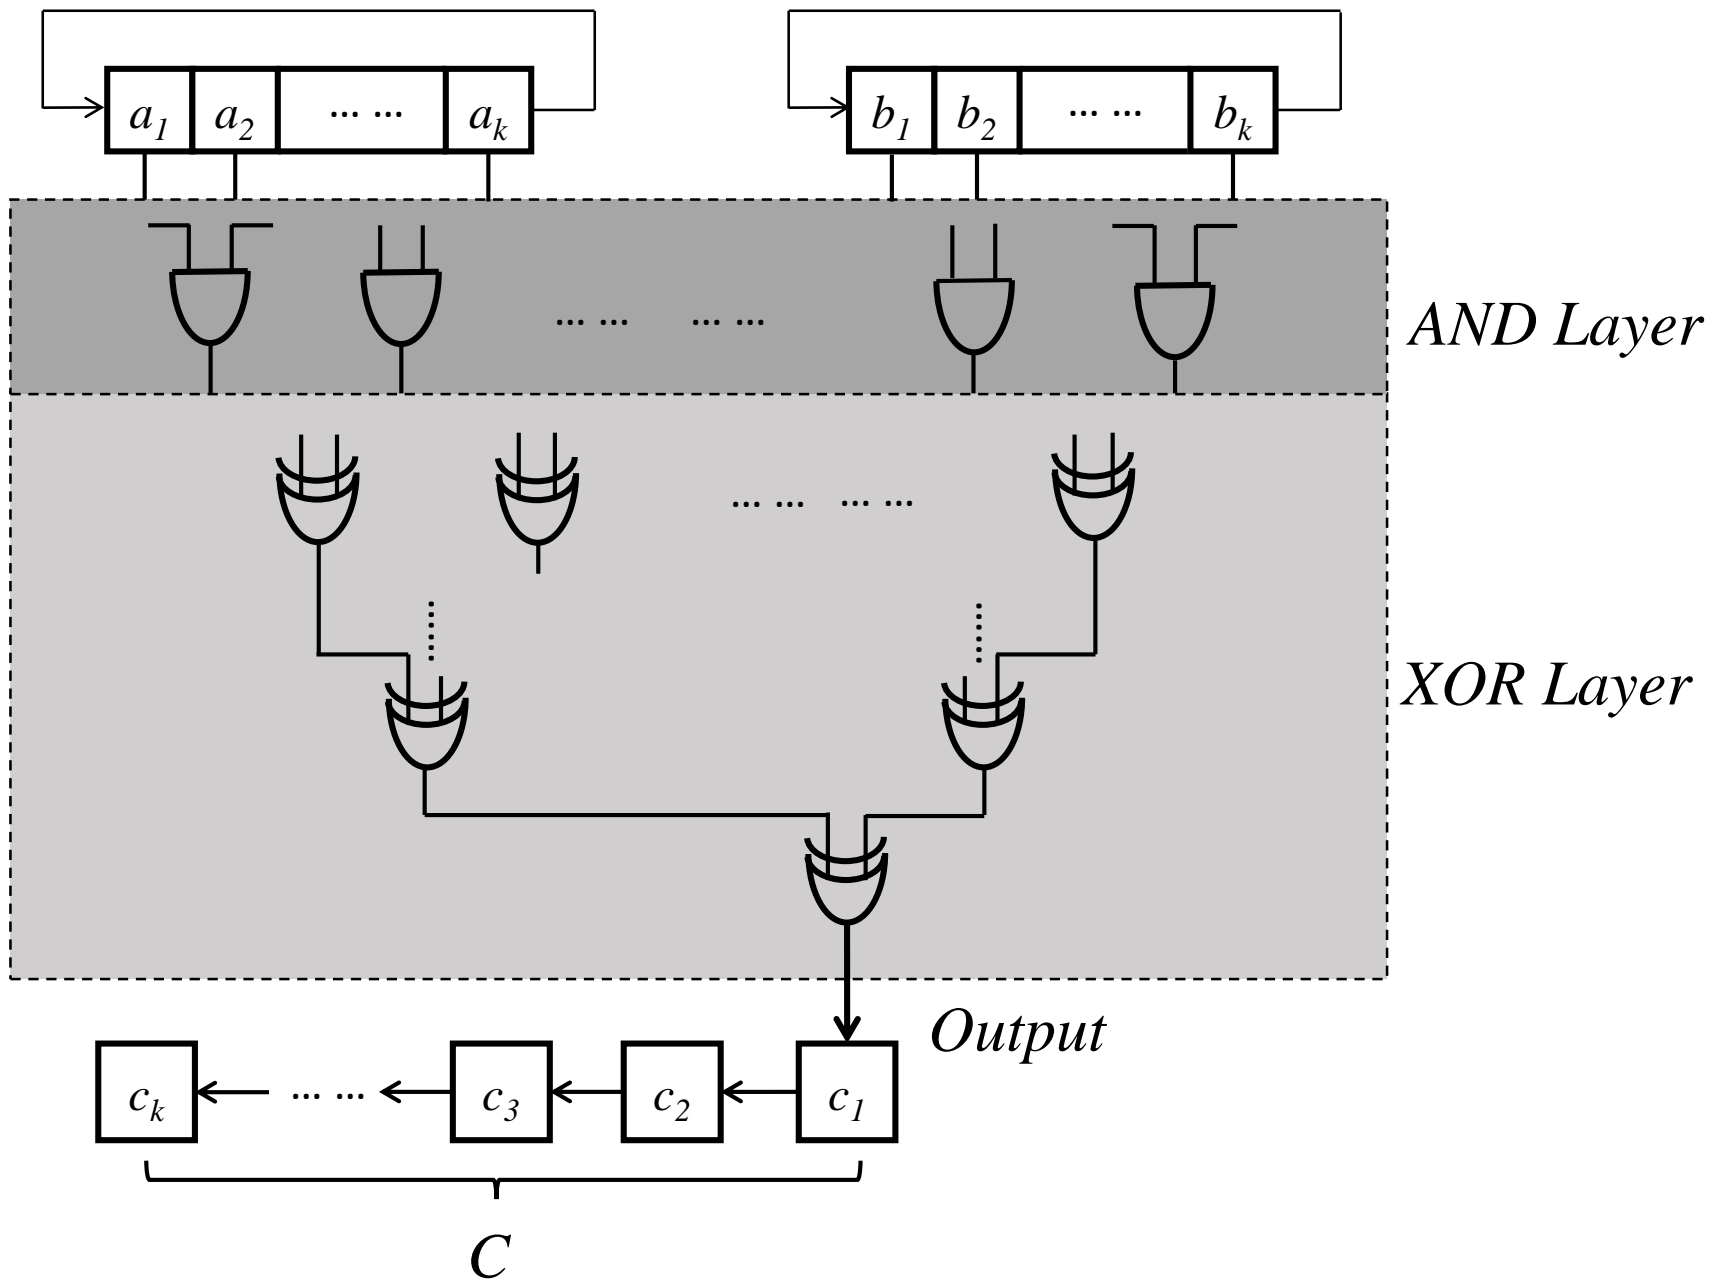 a1 a2 ... ... ak b1 b2 ... ... bk
... ... ... ...
AND Layer
... ... ... ...
XOR Layer
Output
ck ... ... c3 c2 c1
C